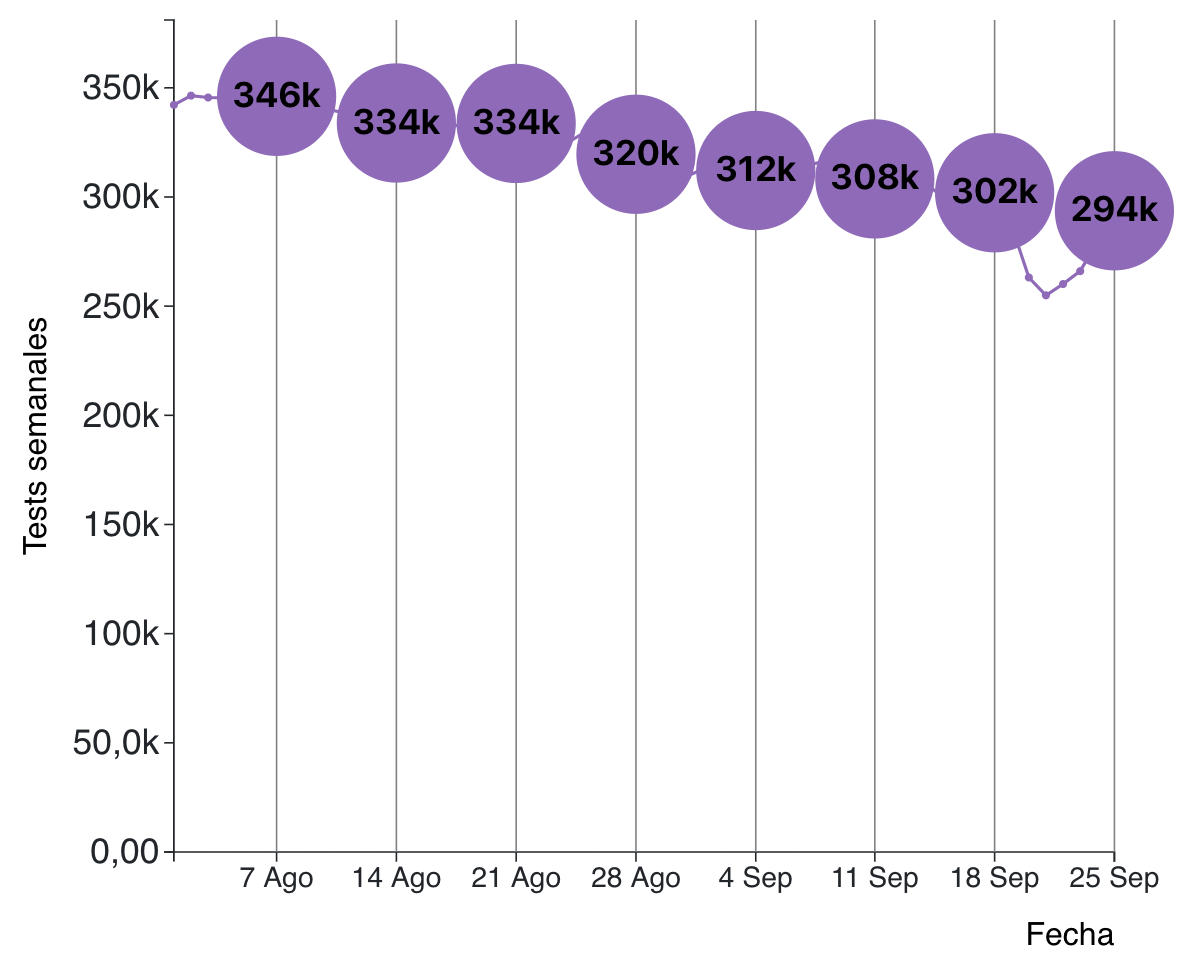 350k
300k
250k
200k
150k
100k
50,0k
0,00
Tests semanales
346k
334k
334k
320k
312k
308k
302k
294k
7 Ago
14 Ago
21 Ago
28 Ago
4 Sep
11 Sep
18 Sep
25 Sep
Fecha